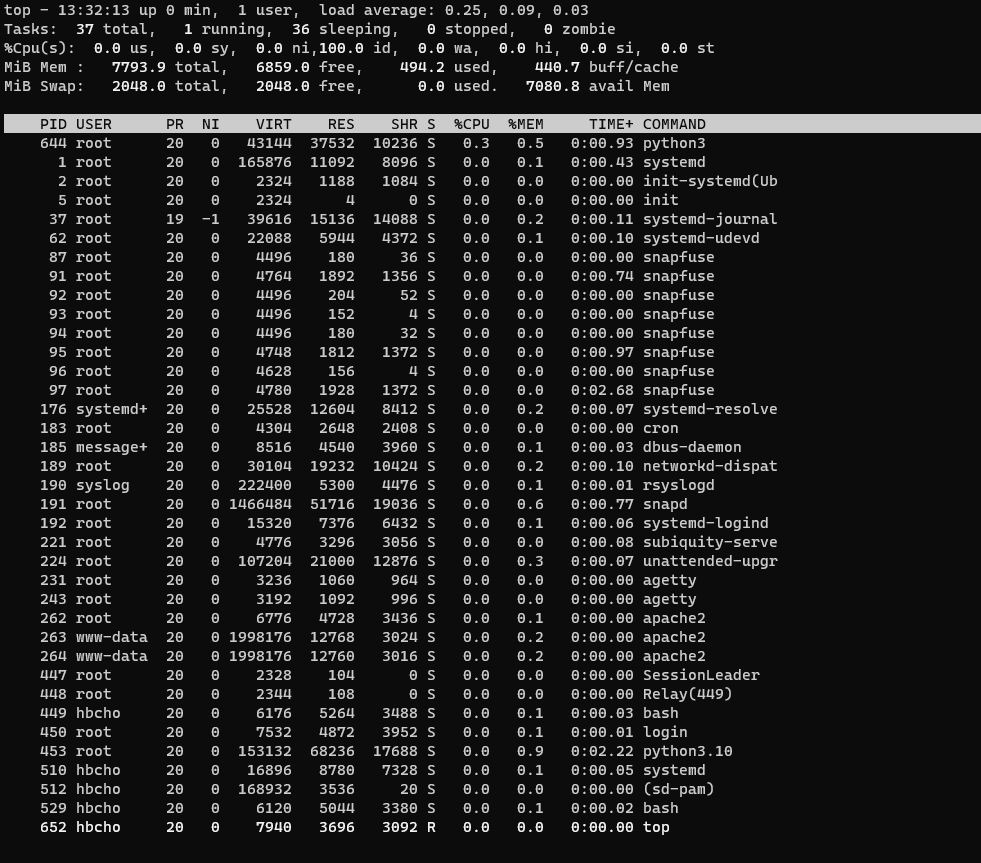 top - 13:32:13 up 0 min,  1 user,  load average: 0.25, 0.09, 0.03
Tasks:  37 total,   1 running,  36 sleeping,   0 stopped,   0 zombie
%Cpu(s):  0.0 us,  0.0 sy,  0.0 ni,100.0 id,  0.0 wa,  0.0 hi,  0.0 si,  0.0 st
MiB Mem :   7793.9 total,   6859.0 free,    494.2 used,    440.7 buff/cache
MiB Swap:   2048.0 total,   2048.0 free,      0.0 used.   7080.8 avail Mem
    PID USER      PR  NI    VIRT    RES    SHR S  %CPU  %MEM     TIME+ COMMAND
    644 root      20   0   43144  37532  10236 S   0.3   0.5   0:00.93 python3
      1 root      20   0  165876  11092   8096 S   0.0   0.1   0:00.43 systemd
      2 root      20   0    2324   1188   1084 S   0.0   0.0   0:00.00 init-systemd(Ub
      5 root      20   0    2324      4      0 S   0.0   0.0   0:00.00 init
     37 root      19  -1   39616  15136  14088 S   0.0   0.2   0:00.11 systemd-journal
     62 root      20   0   22088   5944   4372 S   0.0   0.1   0:00.10 systemd-udevd
     87 root      20   0    4496    180     36 S   0.0   0.0   0:00.00 snapfuse
     91 root      20   0    4764   1892   1356 S   0.0   0.0   0:00.74 snapfuse
     92 root      20   0    4496    204     52 S   0.0   0.0   0:00.00 snapfuse
     93 root      20   0    4496    152      4 S   0.0   0.0   0:00.00 snapfuse
     94 root      20   0    4496    180     32 S   0.0   0.0   0:00.00 snapfuse
     95 root      20   0    4748   1812   1372 S   0.0   0.0   0:00.97 snapfuse
     96 root      20   0    4628    156      4 S   0.0   0.0   0:00.00 snapfuse
     97 root      20   0    4780   1928   1372 S   0.0   0.0   0:02.68 snapfuse
    176 systemd+  20   0   25528  12604   8412 S   0.0   0.2   0:00.07 systemd-resolve
    183 root      20   0    4304   2648   2408 S   0.0   0.0   0:00.00 cron
    185 message+  20   0    8516   4540   3960 S   0.0   0.1   0:00.03 dbus-daemon
    189 root      20   0   30104  19232  10424 S   0.0   0.2   0:00.10 networkd-dispat
    190 syslog    20   0  222400   5300   4476 S   0.0   0.1   0:00.01 rsyslogd
    191 root      20   0 1466484  51716  19036 S   0.0   0.6   0:00.77 snapd
    192 root      20   0   15320   7376   6432 S   0.0   0.1   0:00.06 systemd-logind
    221 root      20   0    4776   3296   3056 S   0.0   0.0   0:00.08 subiquity-serve
    224 root      20   0  107204  21000  12876 S   0.0   0.3   0:00.07 unattended-upgr
    231 root      20   0    3236   1060    964 S   0.0   0.0   0:00.00 agetty
    243 root      20   0    3192   1092    996 S   0.0   0.0   0:00.00 agetty
    262 root      20   0    6776   4728   3436 S   0.0   0.1   0:00.00 apache2
    263 www-data  20   0 1998176  12768   3024 S   0.0   0.2   0:00.00 apache2
    264 www-data  20   0 1998176  12760   3016 S   0.0   0.2   0:00.00 apache2
    447 root      20   0    2328    104      0 S   0.0   0.0   0:00.00 SessionLeader
    448 root      20   0    2344    108      0 S   0.0   0.0   0:00.00 Relay(449)
    449 hbcho     20   0    6176   5264   3488 S   0.0   0.1   0:00.03 bash
    450 root      20   0    7532   4872   3952 S   0.0   0.1   0:00.01 login
    453 root      20   0  153132  68236  17688 S   0.0   0.9   0:02.22 python3.10
    510 hbcho     20   0   16896   8780   7328 S   0.0   0.1   0:00.05 systemd
    512 hbcho     20   0  168932   3536     20 S   0.0   0.0   0:00.00 (sd-pam)
    529 hbcho     20   0    6120   5044   3380 S   0.0   0.1   0:00.02 bash
    652 hbcho     20   0    7940   3696   3092 R   0.0   0.0   0:00.00 top